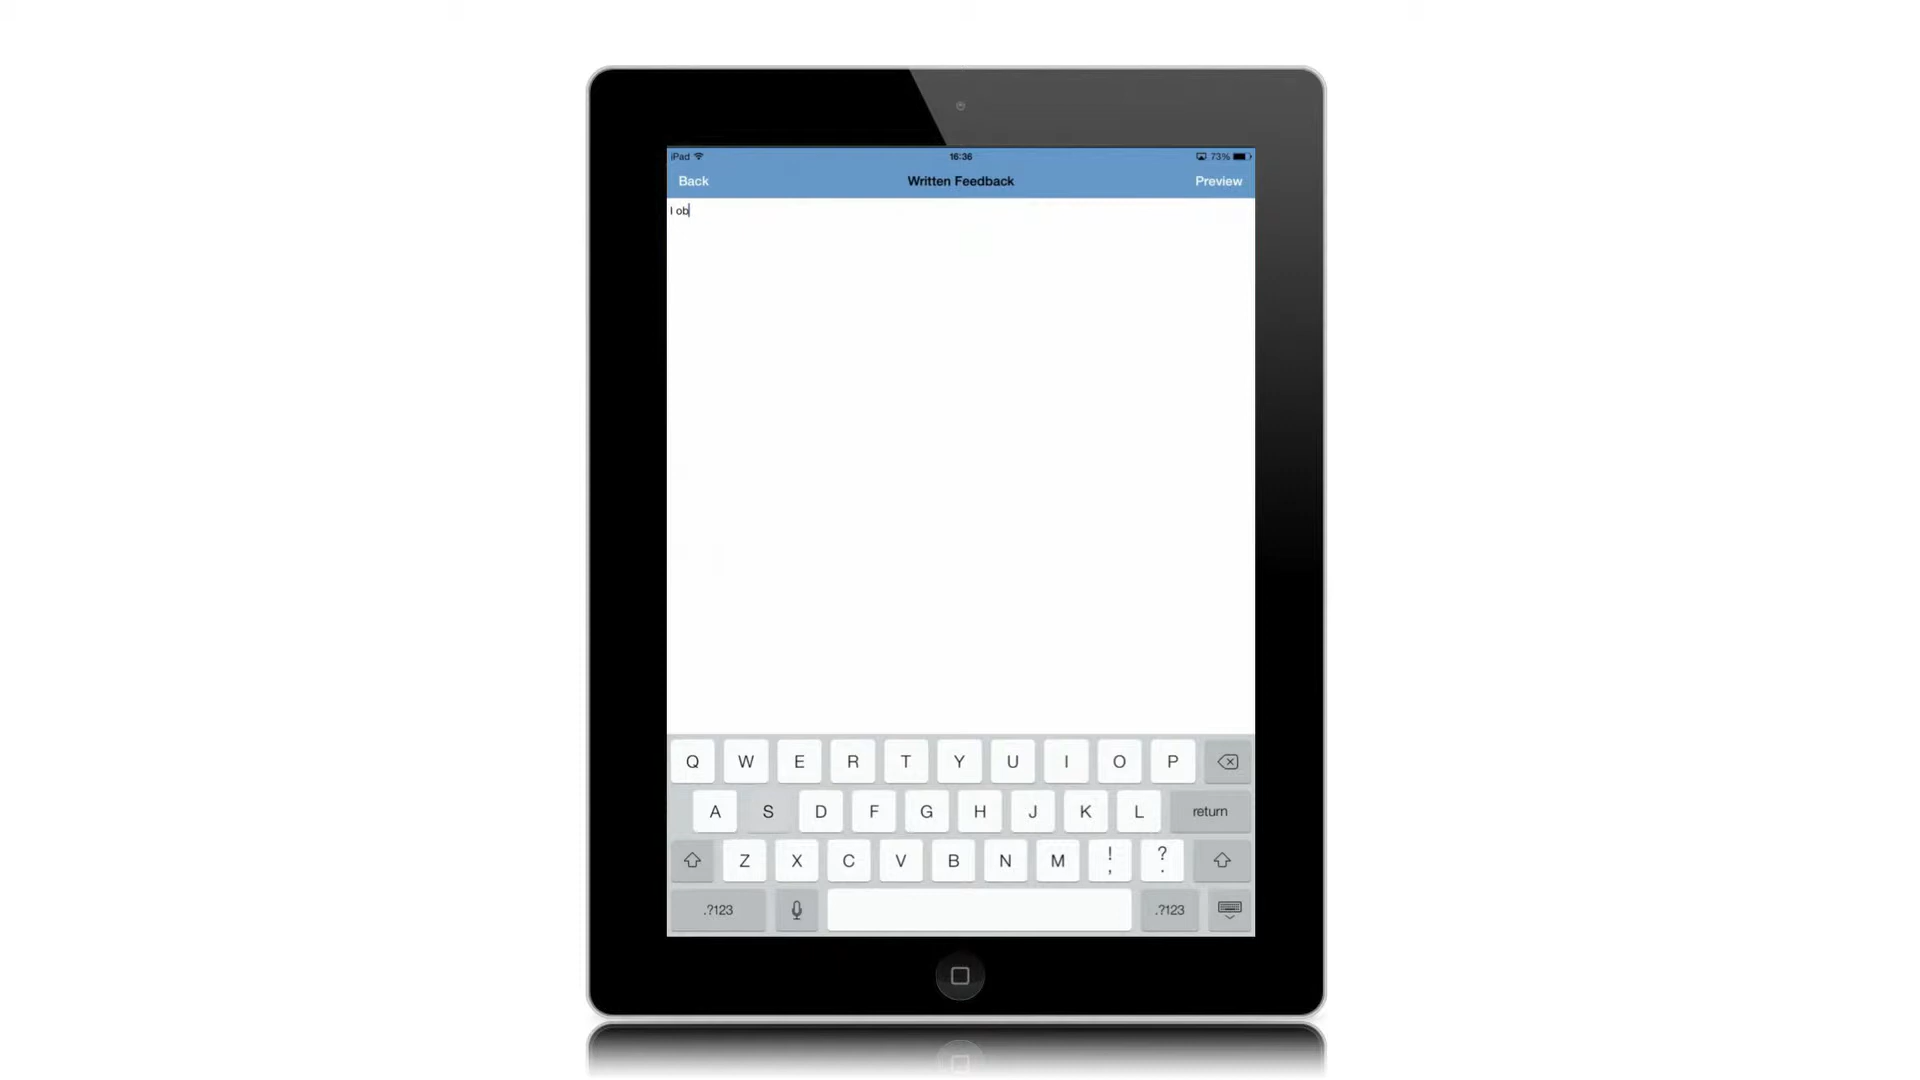 iPad 16:36 73%
Back Written Feedback Preview
I ob
Q W E R T Y U I O P
A S D F G H J K L return
Z X C V B N M ! , ? .
.?123 .?123